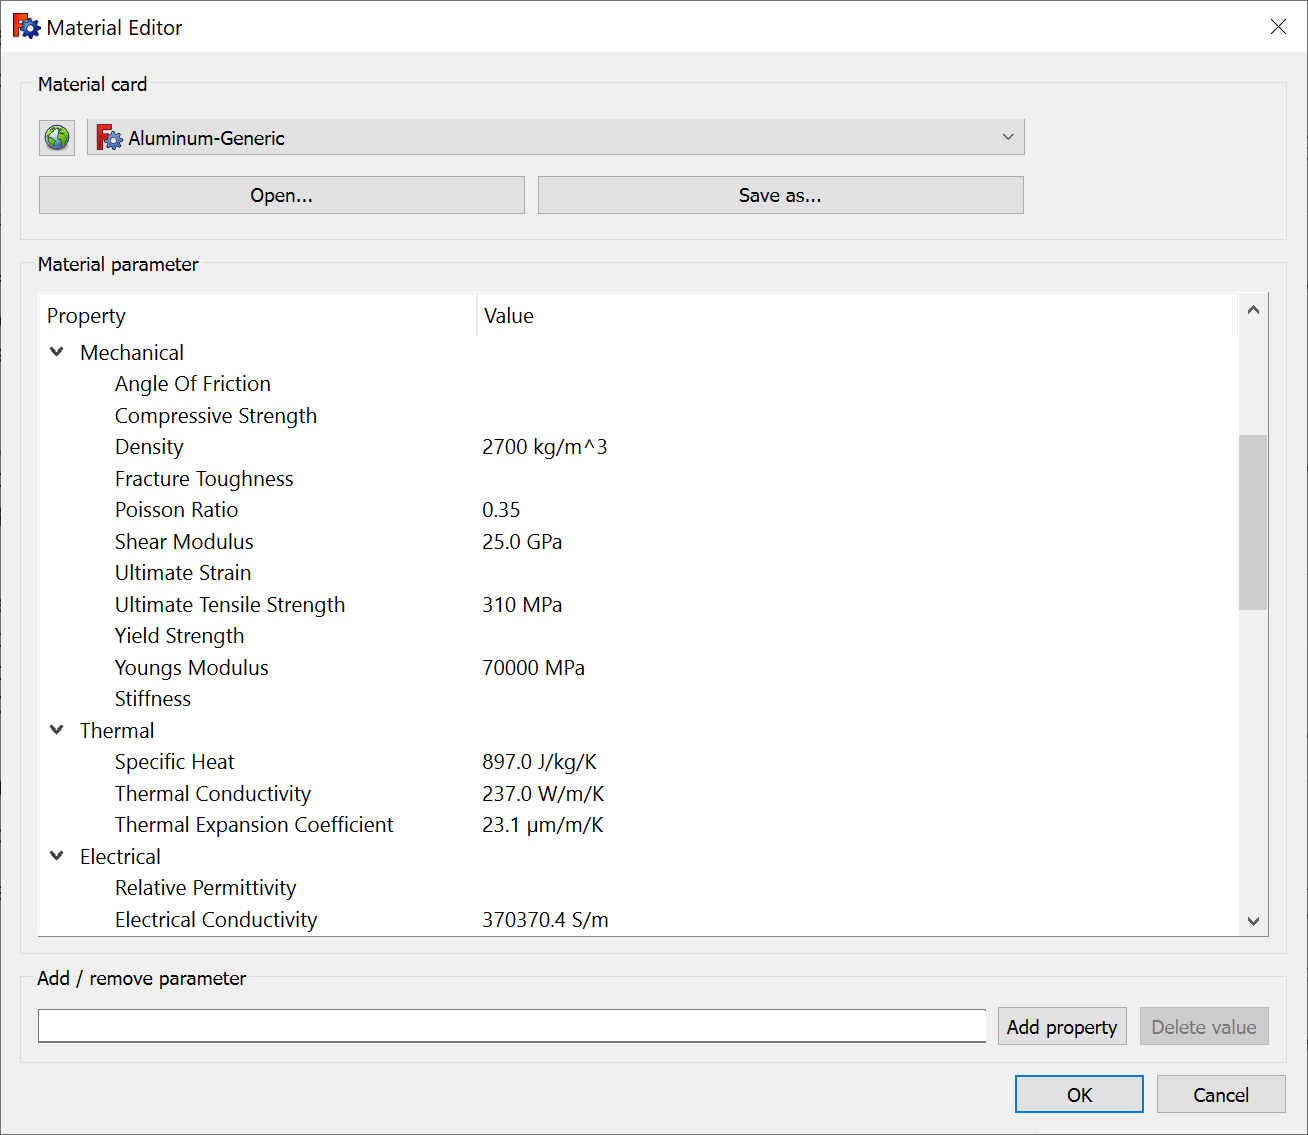 Material Editor
Material card
Aluminum-Generic
Open...
Save as...
Material parameter
Property Value
Mechanical
Angle Of Friction
Compressive Strength
Density 2700 kg/m^3
Fracture Toughness
Poisson Ratio 0.35
Shear Modulus 25.0 GPa
Ultimate Strain
Ultimate Tensile Strength 310 MPa
Yield Strength
Youngs Modulus 70000 MPa
Stiffness
Thermal
Specific Heat 897.0 J/kg/K
Thermal Conductivity 237.0 W/m/K
Thermal Expansion Coefficient 23.1 µm/m/K
Electrical
Relative Permittivity
Electrical Conductivity 370370.4 S/m
Add / remove parameter
Add property Delete value
OK Cancel